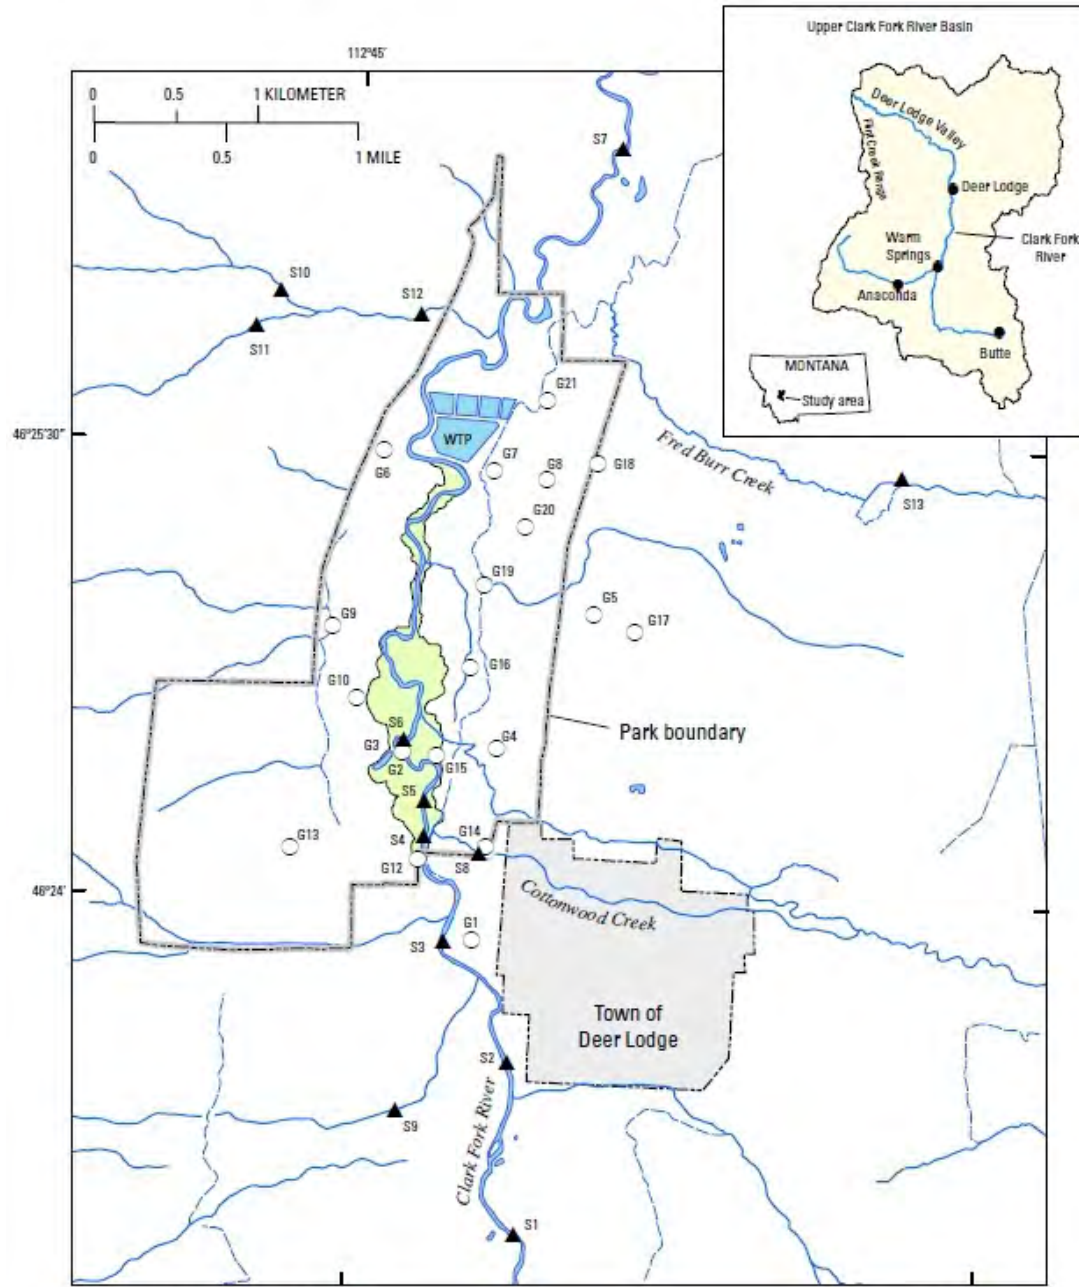 Upper Clark Fork River Basin
Deer Lodge Valley
Flint Creek Range
Deer Lodge
Warm
Springs
Clark Fork
River
Anaconda
Butte
MONTANA
Study area
112°45'
0 0.5 1 KILOMETER
0 0.5 1 MILE
S7
S10
S12
S11
G21
46°25'30"
WTP
G6
G7
G8
G18
Fred Burr Creek
S13
G20
G19
G5
G17
G9
G16
G10
S6
Park boundary
G3
G4
G2
G15
S5
G13
S4
G14
G12
S8
46°24'
Cottonwood Creek
G1
S3
Town of
Deer Lodge
S2
S9
Clark Fork River
S1